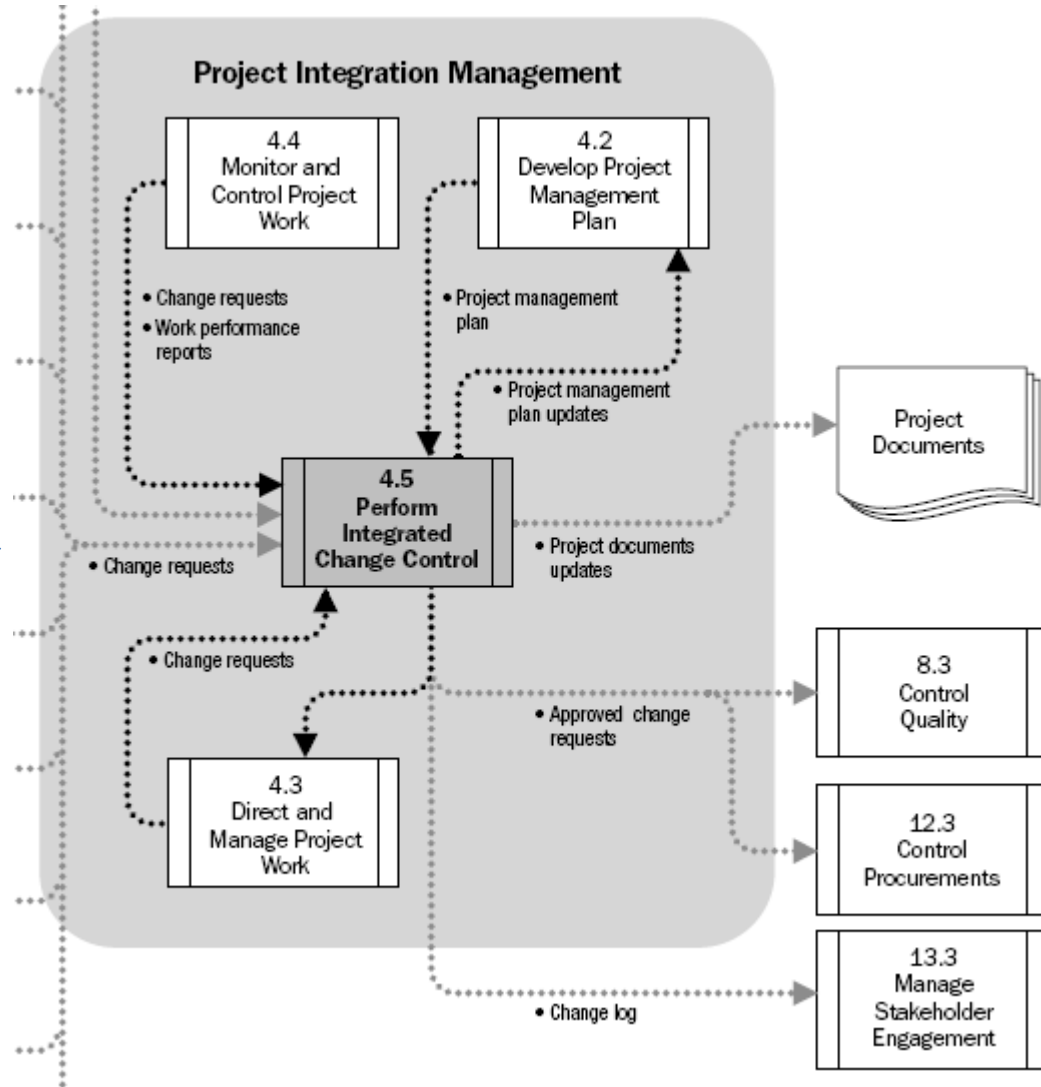 Project Integration Management
4.4
Monitor and
Control Project
Work
4.2
Develop Project
Management
Plan
• Change requests
• Work performance
reports
• Project management
plan
• Project management
plan updates
Project
Documents
4.5
Perform
Integrated
Change Control
• Change requests
• Project documents
updates
• Change requests
8.3
Control
Quality
• Approved change
requests
4.3
Direct and
Manage Project
Work
12.3
Control
Procurements
13.3
Manage
Stakeholder
Engagement
• Change log